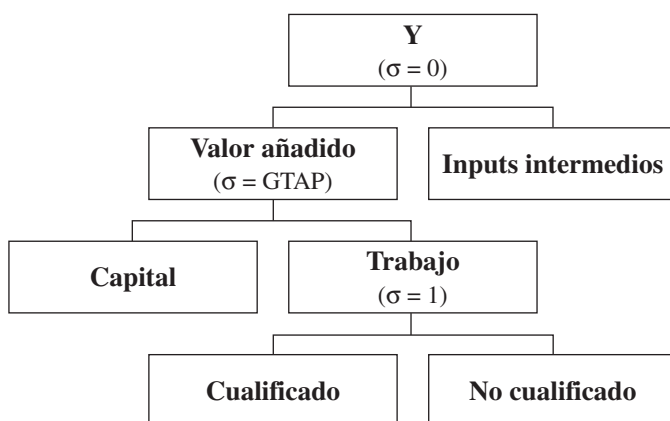 Y
(σ = 0)
Valor añadido
(σ = GTAP)
Inputs intermedios
Capital
Trabajo
(σ = 1)
Cualificado
No cualificado